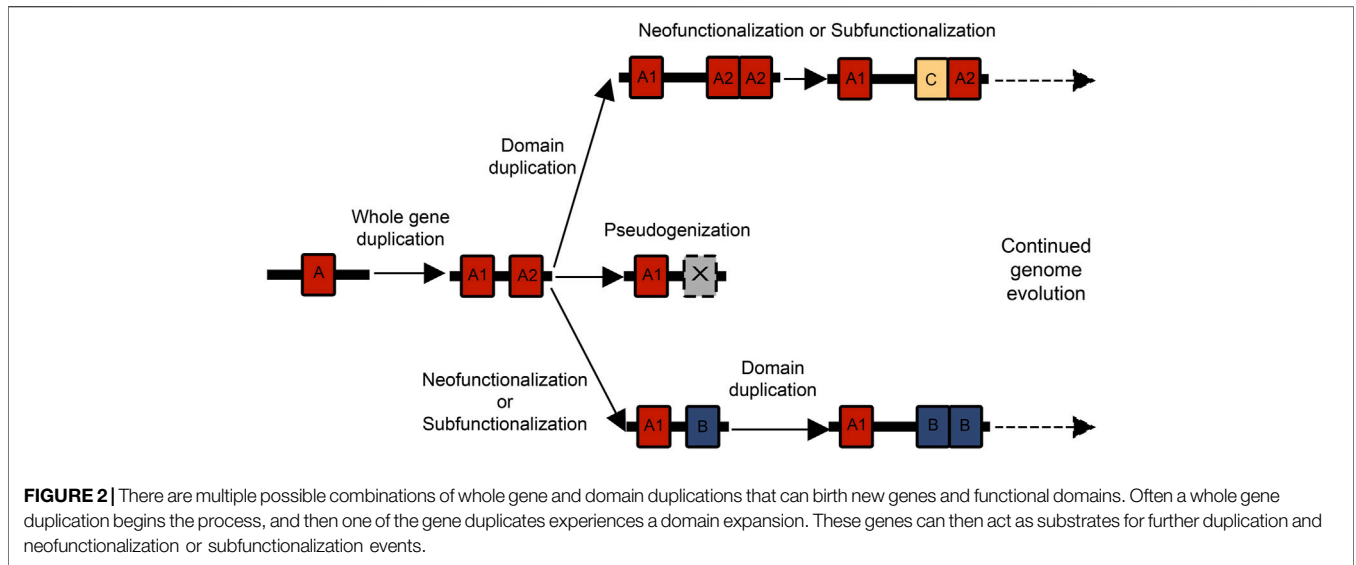 Neofunctionalization or Subfunctionalization
A1 A2 A2 A1 C A2
Domain
duplication
Whole gene
duplication
Pseudogenization
A A1 A2 A1 X
Continued
genome
evolution
Neofunctionalization
or
Subfunctionalization
Domain
duplication
A1 B A1 B B
FIGURE 2 | There are multiple possible combinations of whole gene and domain duplications that can birth new genes and functional domains. Often a whole gene
duplication begins the process, and then one of the gene duplicates experiences a domain expansion. These genes can then act as substrates for further duplication and
neofunctionalization or subfunctionalization events.